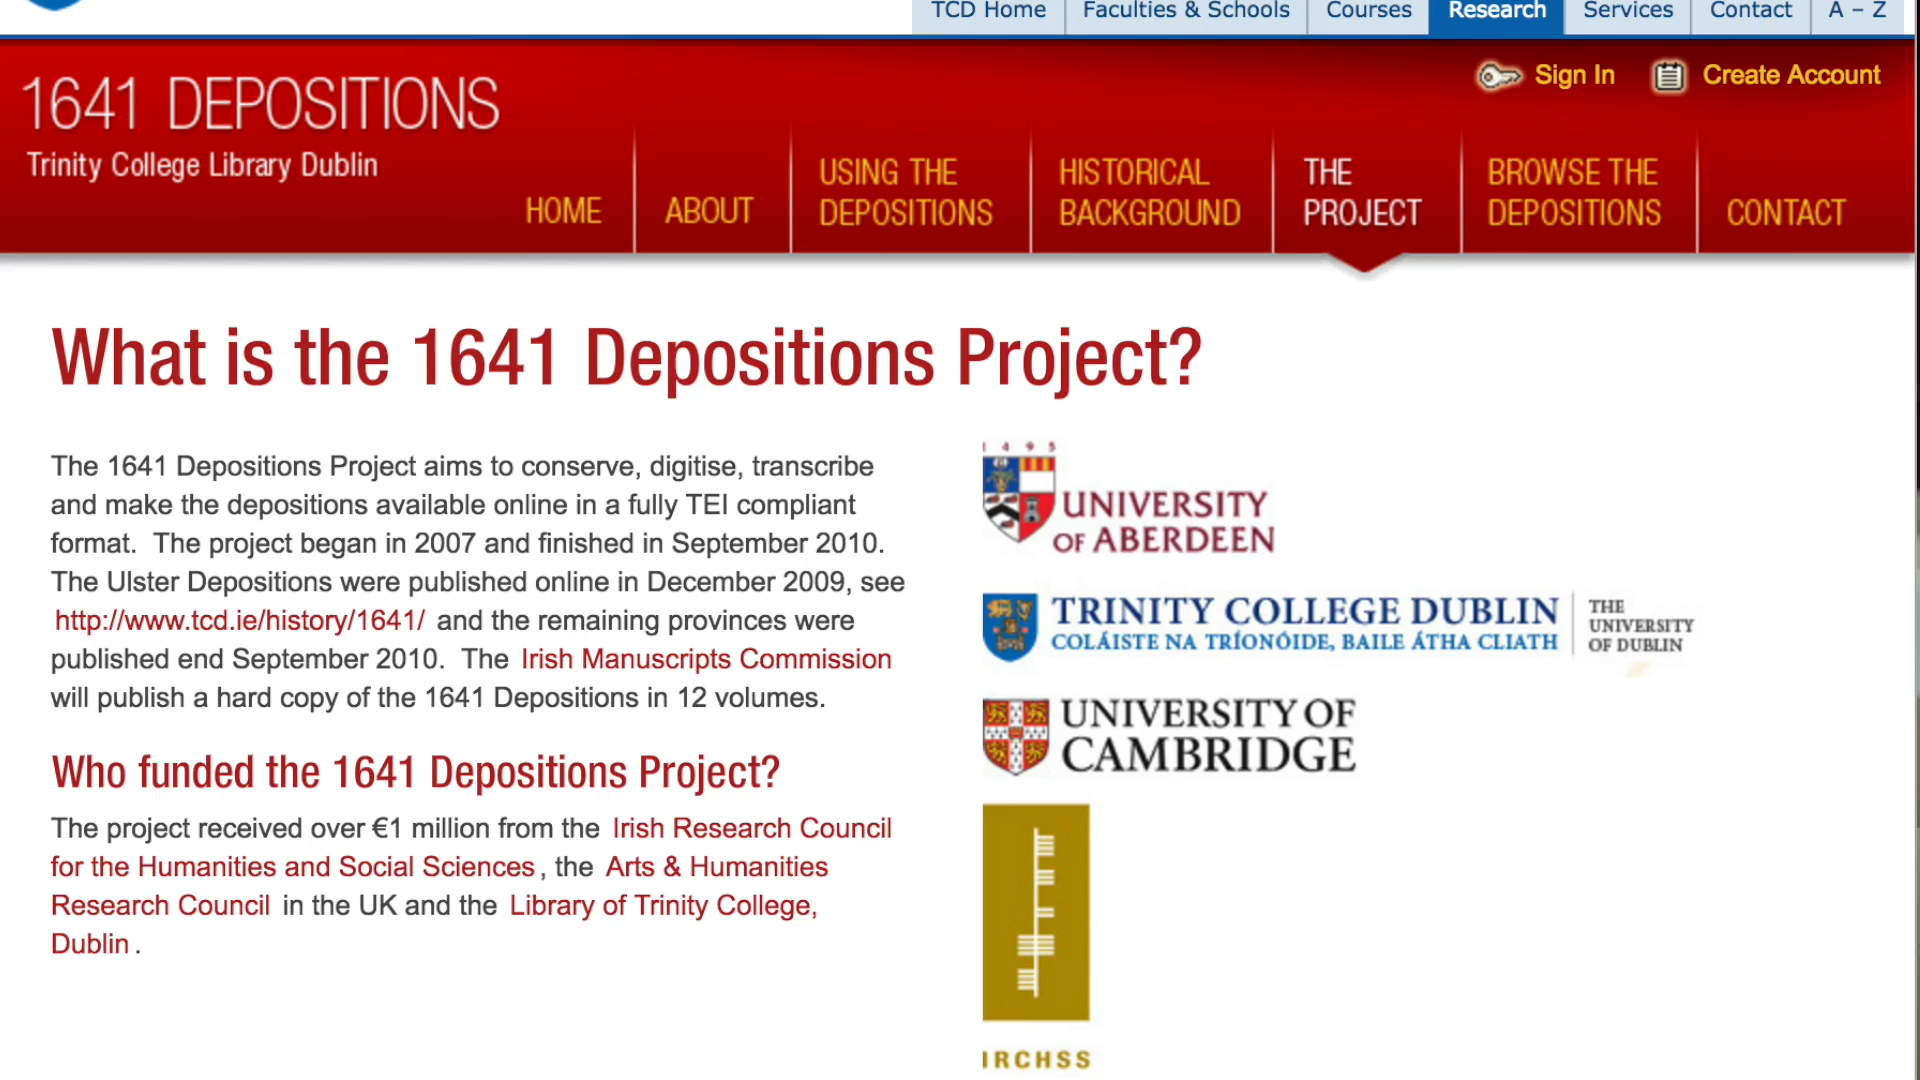 TCD Home Faculties & Schools Courses Research Services Contact A – Z
Sign In Create Account
1641 DEPOSITIONS
Trinity College Library Dublin
HOME
ABOUT
USING THE
DEPOSITIONS
HISTORICAL
BACKGROUND
THE
PROJECT
BROWSE THE
DEPOSITIONS
CONTACT
What is the 1641 Depositions Project?
The 1641 Depositions Project aims to conserve, digitise, transcribe
and make the depositions available online in a fully TEI compliant
format. The project began in 2007 and finished in September 2010.
The Ulster Depositions were published online in December 2009, see
http://www.tcd.ie/history/1641/ and the remaining provinces were
published end September 2010. The Irish Manuscripts Commission
will publish a hard copy of the 1641 Depositions in 12 volumes.
Who funded the 1641 Depositions Project?
The project received over €1 million from the Irish Research Council
for the Humanities and Social Sciences, the Arts & Humanities
Research Council in the UK and the Library of Trinity College,
Dublin.
1495
UNIVERSITY
OF ABERDEEN
TRINITY COLLEGE DUBLIN
COLÁISTE NA TRÍONÓIDE, BAILE ÁTHA CLIATH
THE
UNIVERSITY
OF DUBLIN
UNIVERSITY OF
CAMBRIDGE
IRCHSS